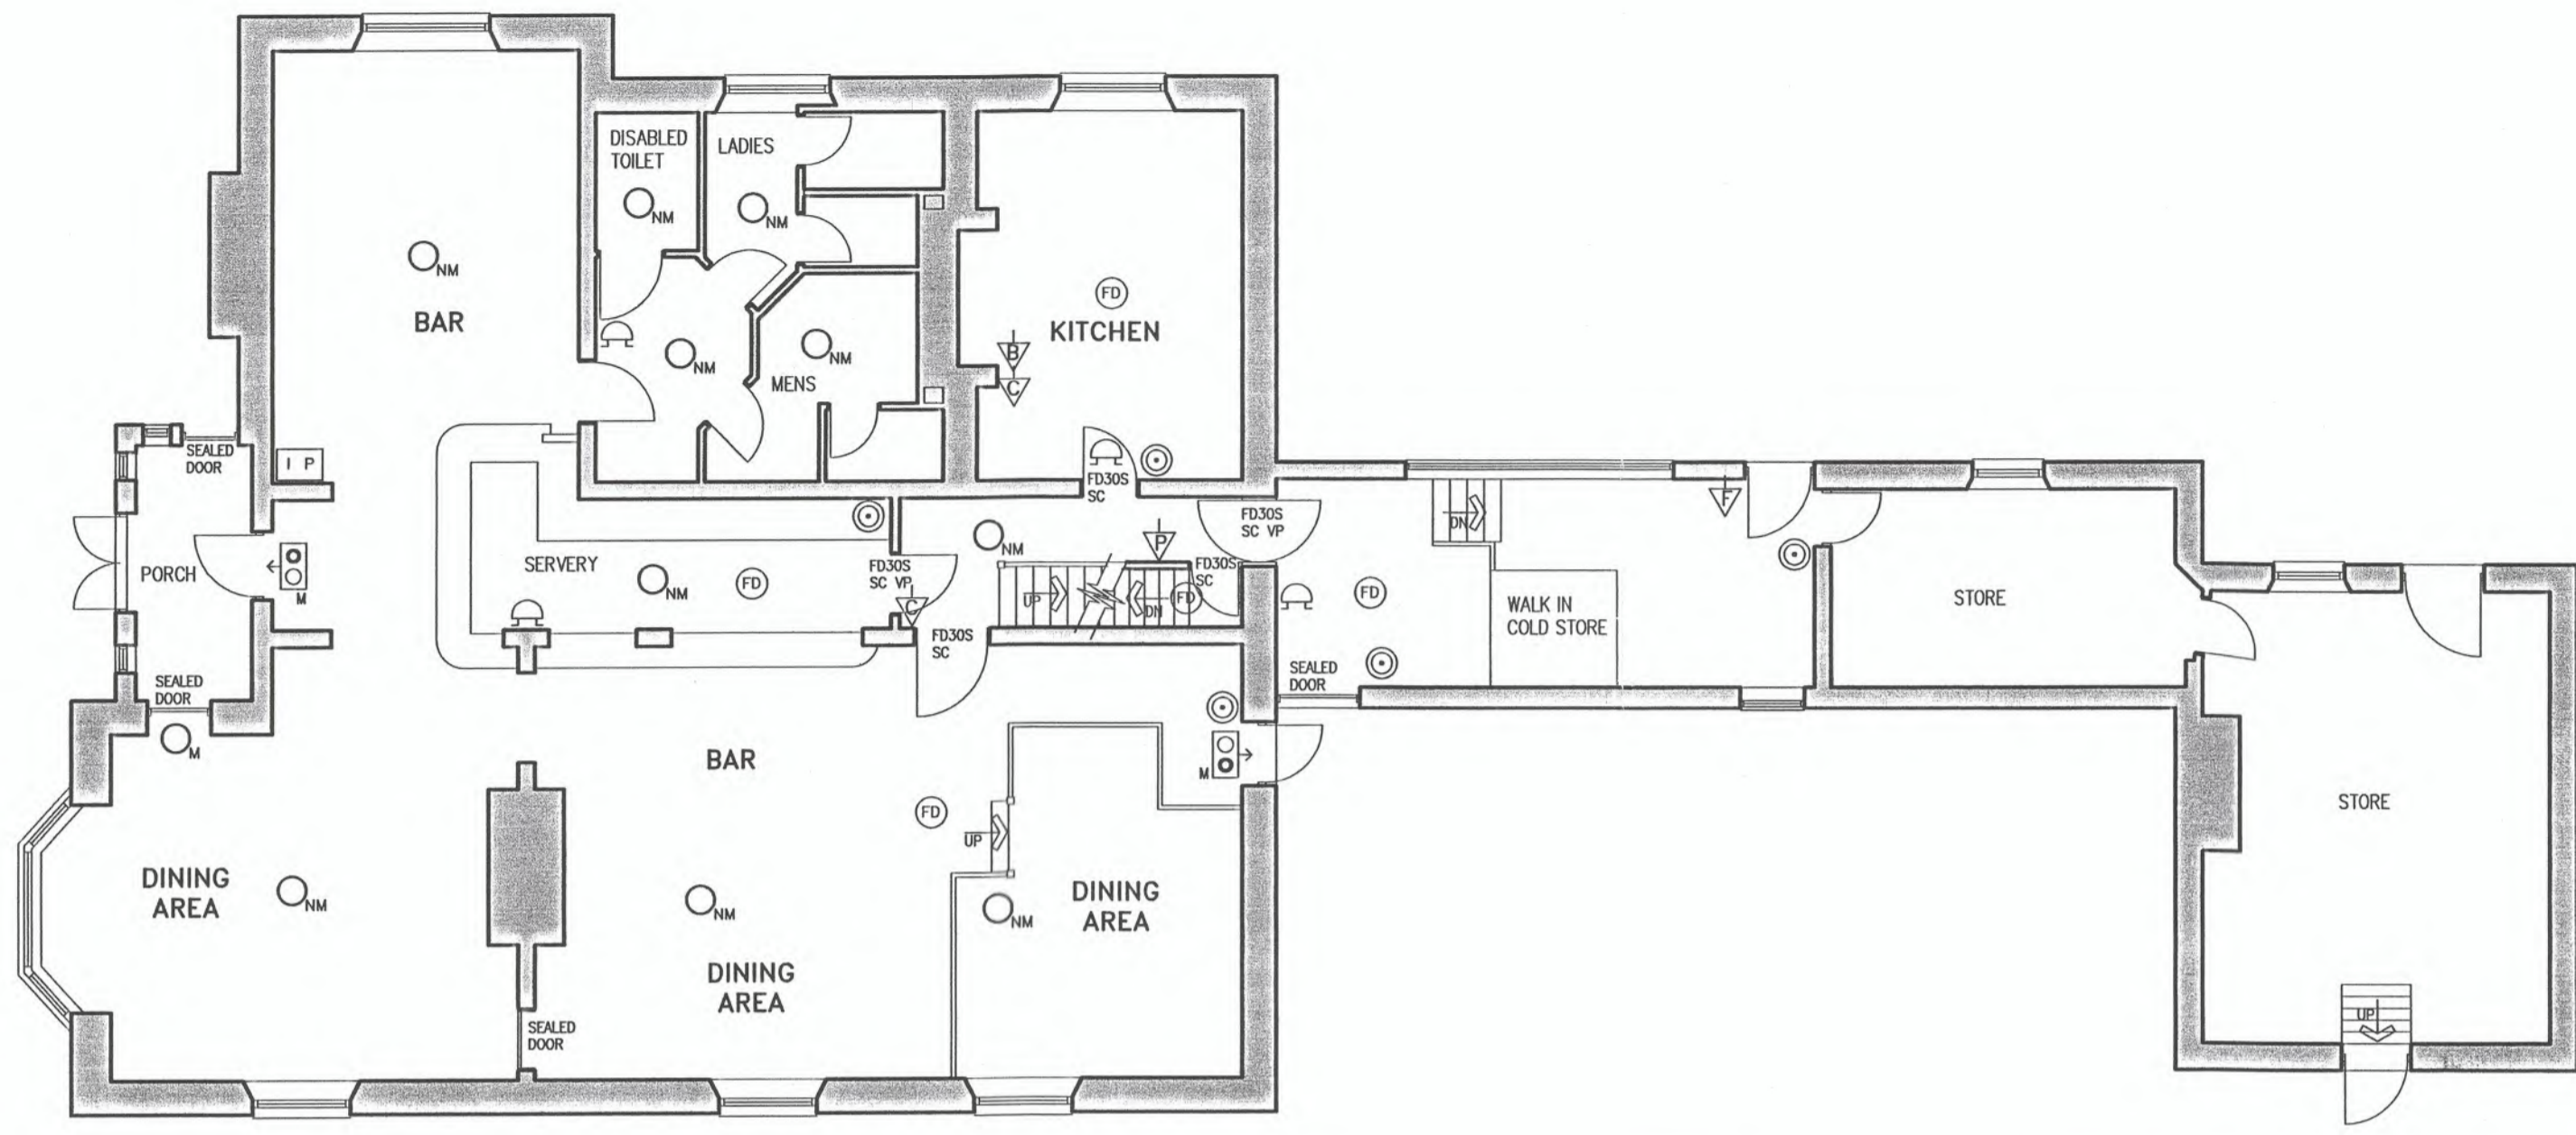 DISABLED
TOILET
NM
LADIES
NM
NM
BAR
NM
NM
MENS
FD
KITCHEN
B
C
SEALED
DOOR
I P
FD30S
SC
PORCH
M
SERVERY
NM
FD
FD30S
SC VP
C
NM
P
FD30S
SC VP
FD30S
SC
UP
DN
FD
FD30S
SC
DN
F
FD
WALK IN
COLD STORE
STORE
SEALED
DOOR
SEALED
DOOR
M
BAR
M
FD
UP
DINING
AREA
NM
NM
DINING
AREA
NM
DINING
AREA
SEALED
DOOR
STORE
UP